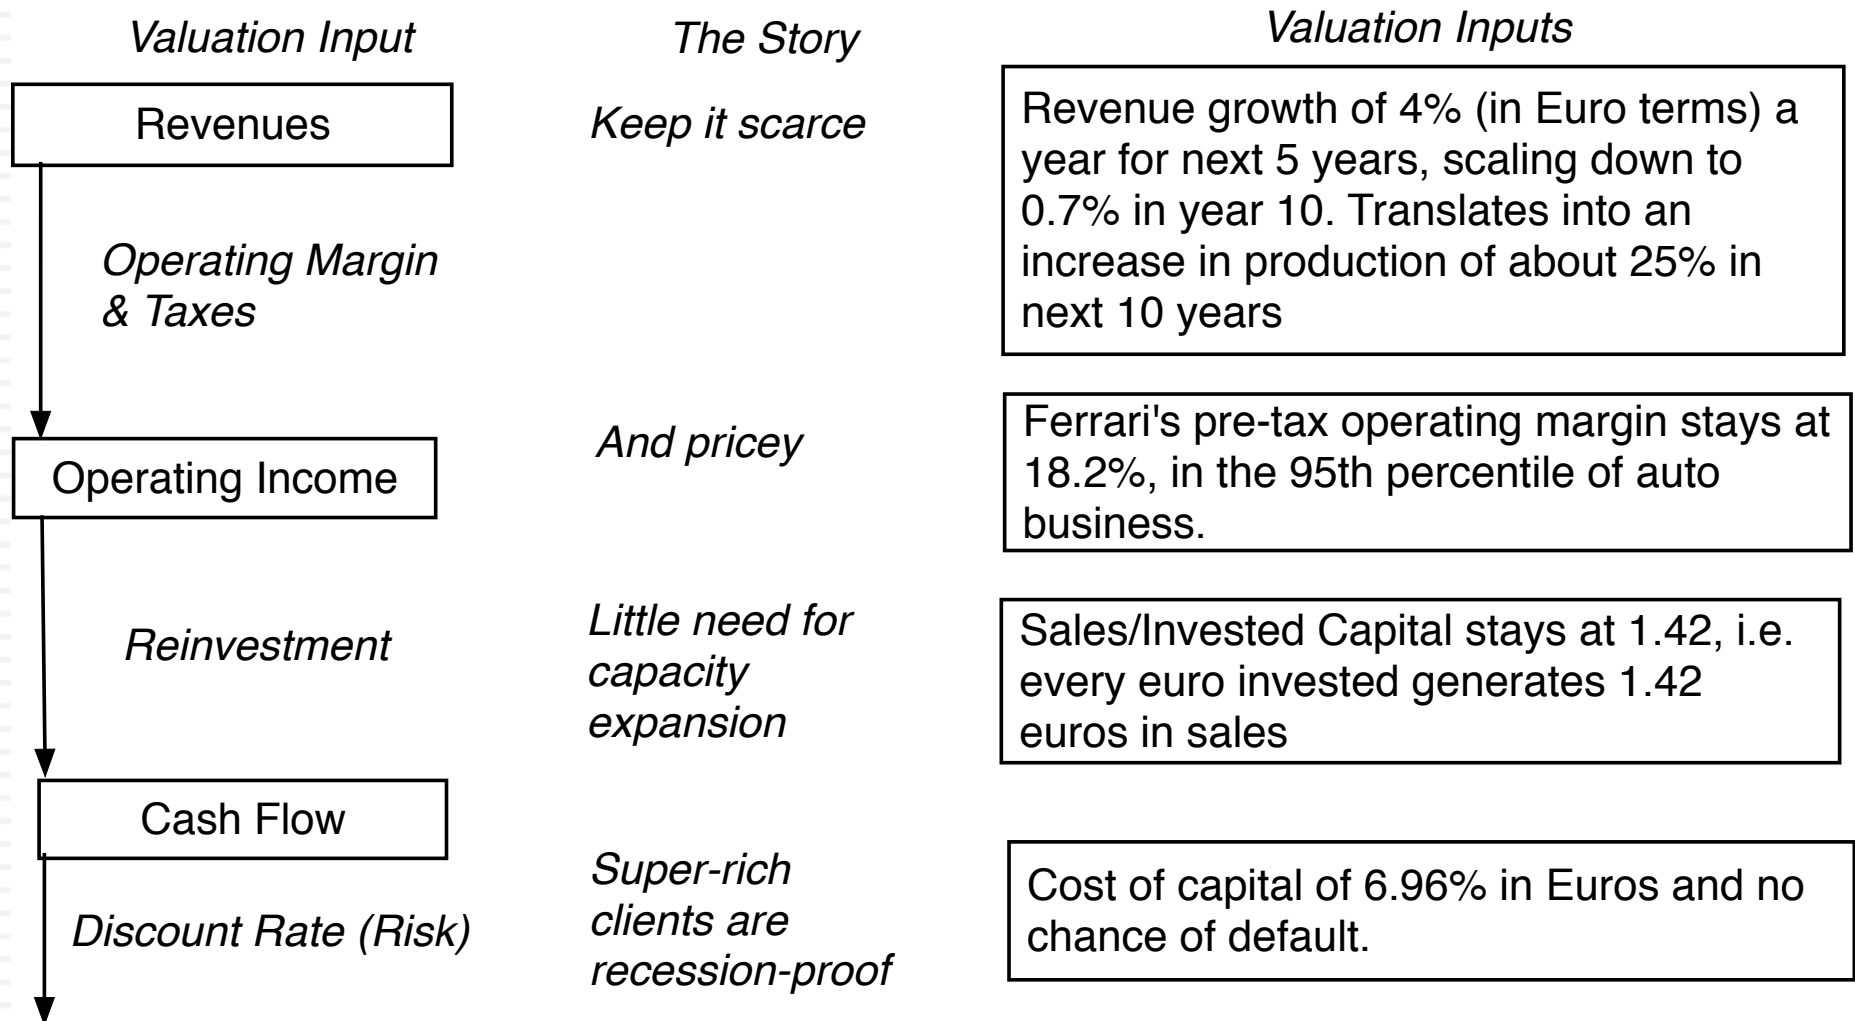 Valuation Input
The Story
Valuation Inputs
Revenues
Keep it scarce
Revenue growth of 4% (in Euro terms) a
year for next 5 years, scaling down to
0.7% in year 10. Translates into an
increase in production of about 25% in
next 10 years
Operating Margin
& Taxes
Operating Income
And pricey
Ferrari's pre-tax operating margin stays at
18.2%, in the 95th percentile of auto
business.
Reinvestment
Little need for
capacity
expansion
Sales/Invested Capital stays at 1.42, i.e.
every euro invested generates 1.42
euros in sales
Cash Flow
Discount Rate (Risk)
Super-rich
clients are
recession-proof
Cost of capital of 6.96% in Euros and no
chance of default.